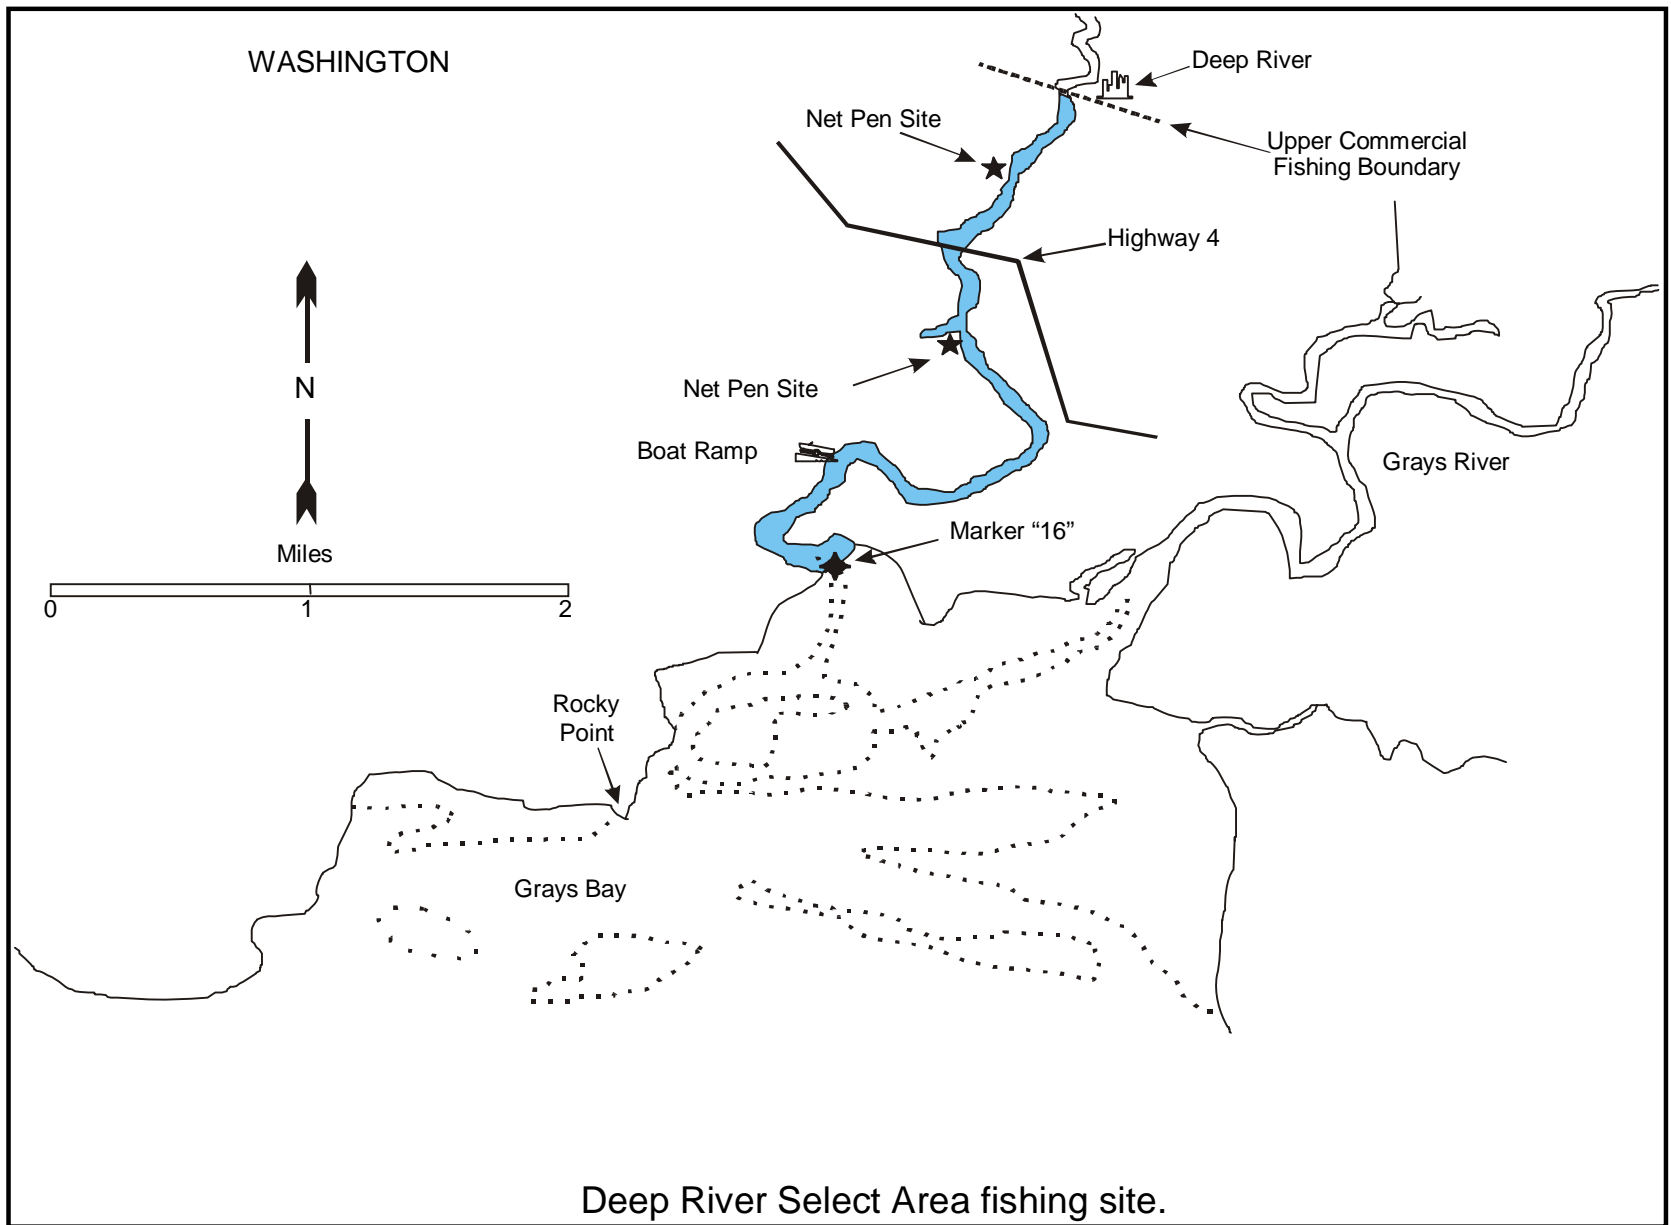 WASHINGTON
Deep River
Net Pen Site
Upper Commercial
Fishing Boundary
Highway 4
N
Net Pen Site
Boat Ramp
Grays River
Marker “16”
Miles
0 1 2
Rocky
Point
Grays Bay
Deep River Select Area fishing site.